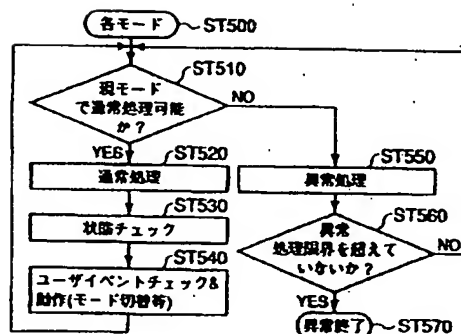 各モード
ST500
ST510
現モード
で通常処理可能
か？
NO
YES
ST520
通常処理
ST550
異常処理
ST530
状態チェック
ST560
異常
処理限界を超えて
いないか？
NO
ST540
ユーザイベントチェック&
動作(モード切替等)
YES
異常終了
ST570